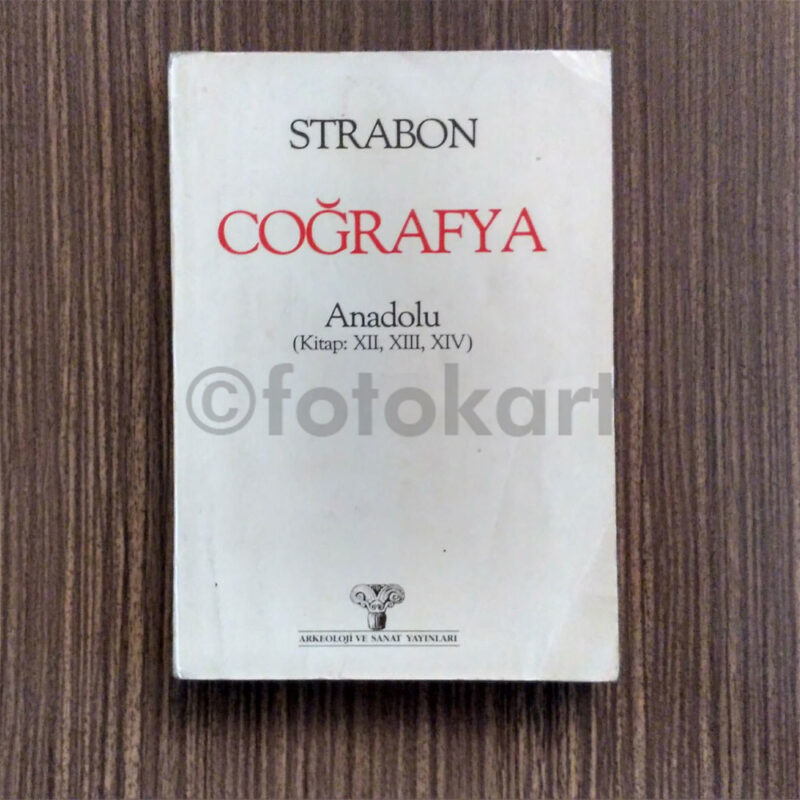 STRABON
COĞRAFYA
Anadolu
(Kitap: XII, XIII, XIV)
©fotokart
ARKEOLOJİ VE SANAT YAYINLARI